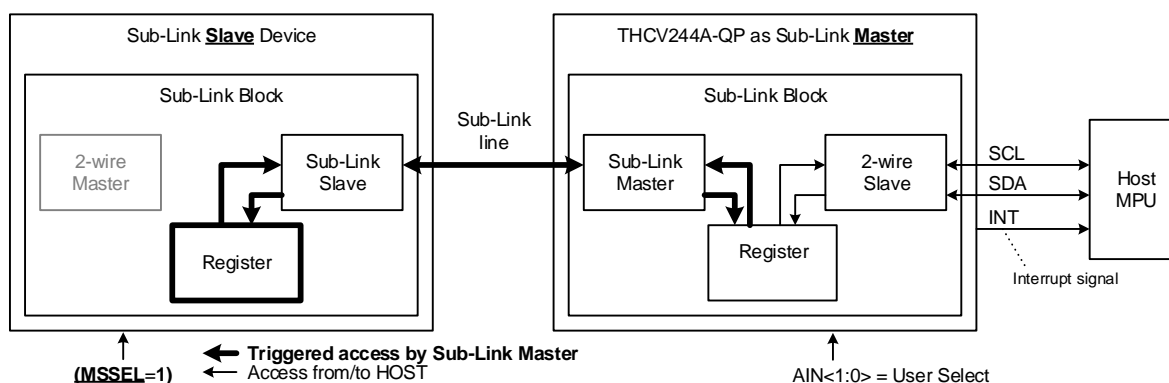 Sub-Link Slave Device
THCV244A-QP as Sub-Link Master
Sub-Link Block
Sub-Link Block
2-wire
Master
Sub-Link
Slave
Sub-Link
line
Sub-Link
Master
2-wire
Slave
SCL
SDA
INT
Host
MPU
Register
Register
Interrupt signal
(MSSEL=1)
Triggered access by Sub-Link Master
Access from/to HOST
AIN<1:0> = User Select